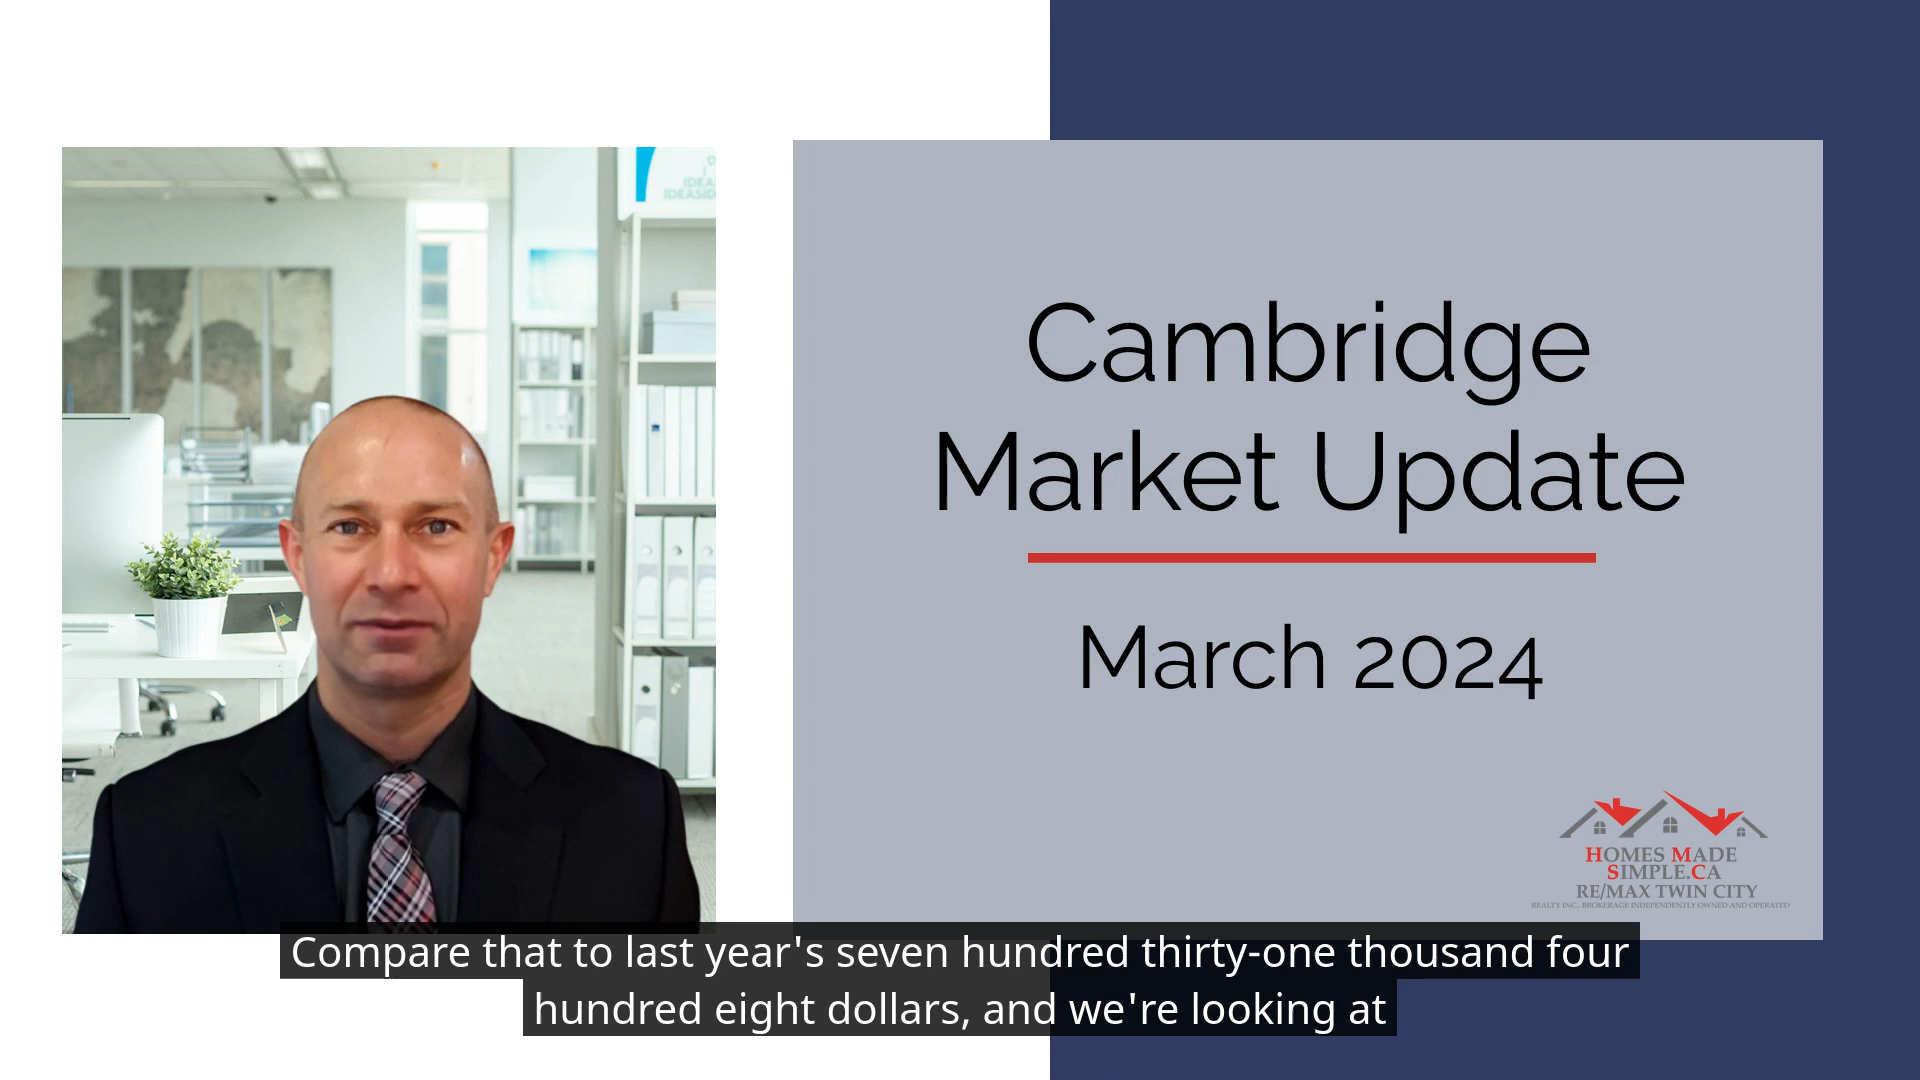 IDEAS
IDEASID
Cambridge
Market Update
March 2024
HOMES MADE
SIMPLE.CA
RE/MAX TWIN CITY
REALTY INC., BROKERAGE INDEPENDENTLY OWNED AND OPERATED
Compare that to last year's seven hundred thirty-one thousand four
hundred eight dollars, and we're looking at